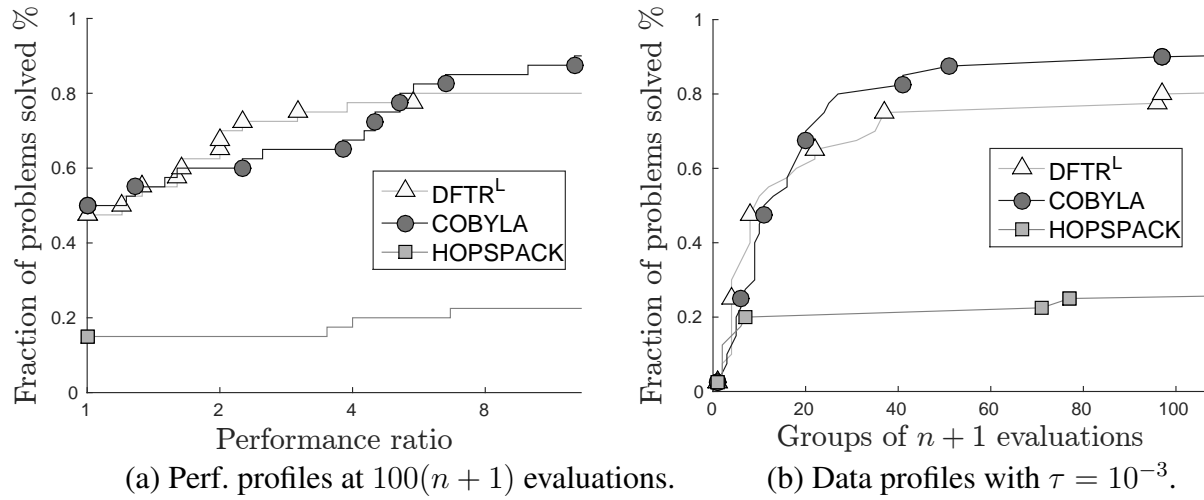 Fraction of problems solved %
1
0.8
0.6
0.4
0.2
0
1
2
4
8
Performance ratio
DFTR^L
COBYLA
HOPSPACK
(a) Perf. profiles at 100(n + 1) evaluations.
Fraction of problems solved %
1
0.8
0.6
0.4
0.2
0
0
20
40
60
80
100
Groups of n + 1 evaluations
DFTR^L
COBYLA
HOPSPACK
(b) Data profiles with τ = 10^{-3}.